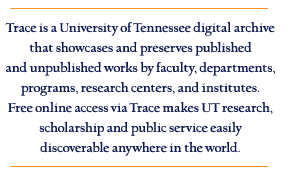 Trace is a University of Tennessee digital archive
that showcases and preserves published
and unpublished works by faculty, departments,
programs, research centers, and institutes.
Free online access via Trace makes UT research,
scholarship and public service easily
discoverable anywhere in the world.